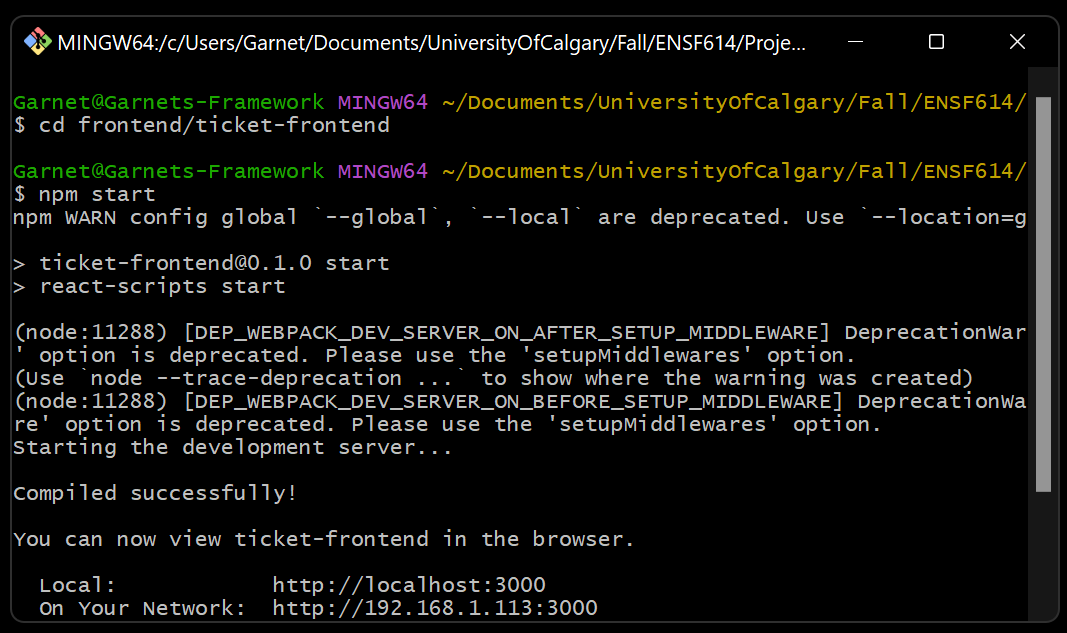 MINGW64:/c/Users/Garnet/Documents/UniversityOfCalgary/Fall/ENSF614/Proje...
Garnet@Garnets-Framework MINGW64 ~/Documents/UniversityOfCalgary/Fall/ENSF614/
$ cd frontend/ticket-frontend
Garnet@Garnets-Framework MINGW64 ~/Documents/UniversityOfCalgary/Fall/ENSF614/
$ npm start
npm WARN config global `--global`, `--local` are deprecated. Use `--location=g
> ticket-frontend@0.1.0 start
> react-scripts start
(node:11288) [DEP_WEBPACK_DEV_SERVER_ON_AFTER_SETUP_MIDDLEWARE] DeprecationWar
' option is deprecated. Please use the 'setupMiddlewares' option.
(Use `node --trace-deprecation ...` to show where the warning was created)
(node:11288) [DEP_WEBPACK_DEV_SERVER_ON_BEFORE_SETUP_MIDDLEWARE] DeprecationWa
re' option is deprecated. Please use the 'setupMiddlewares' option.
Starting the development server...
Compiled successfully!
You can now view ticket-frontend in the browser.
Local: http://localhost:3000
On Your Network: http://192.168.1.113:3000